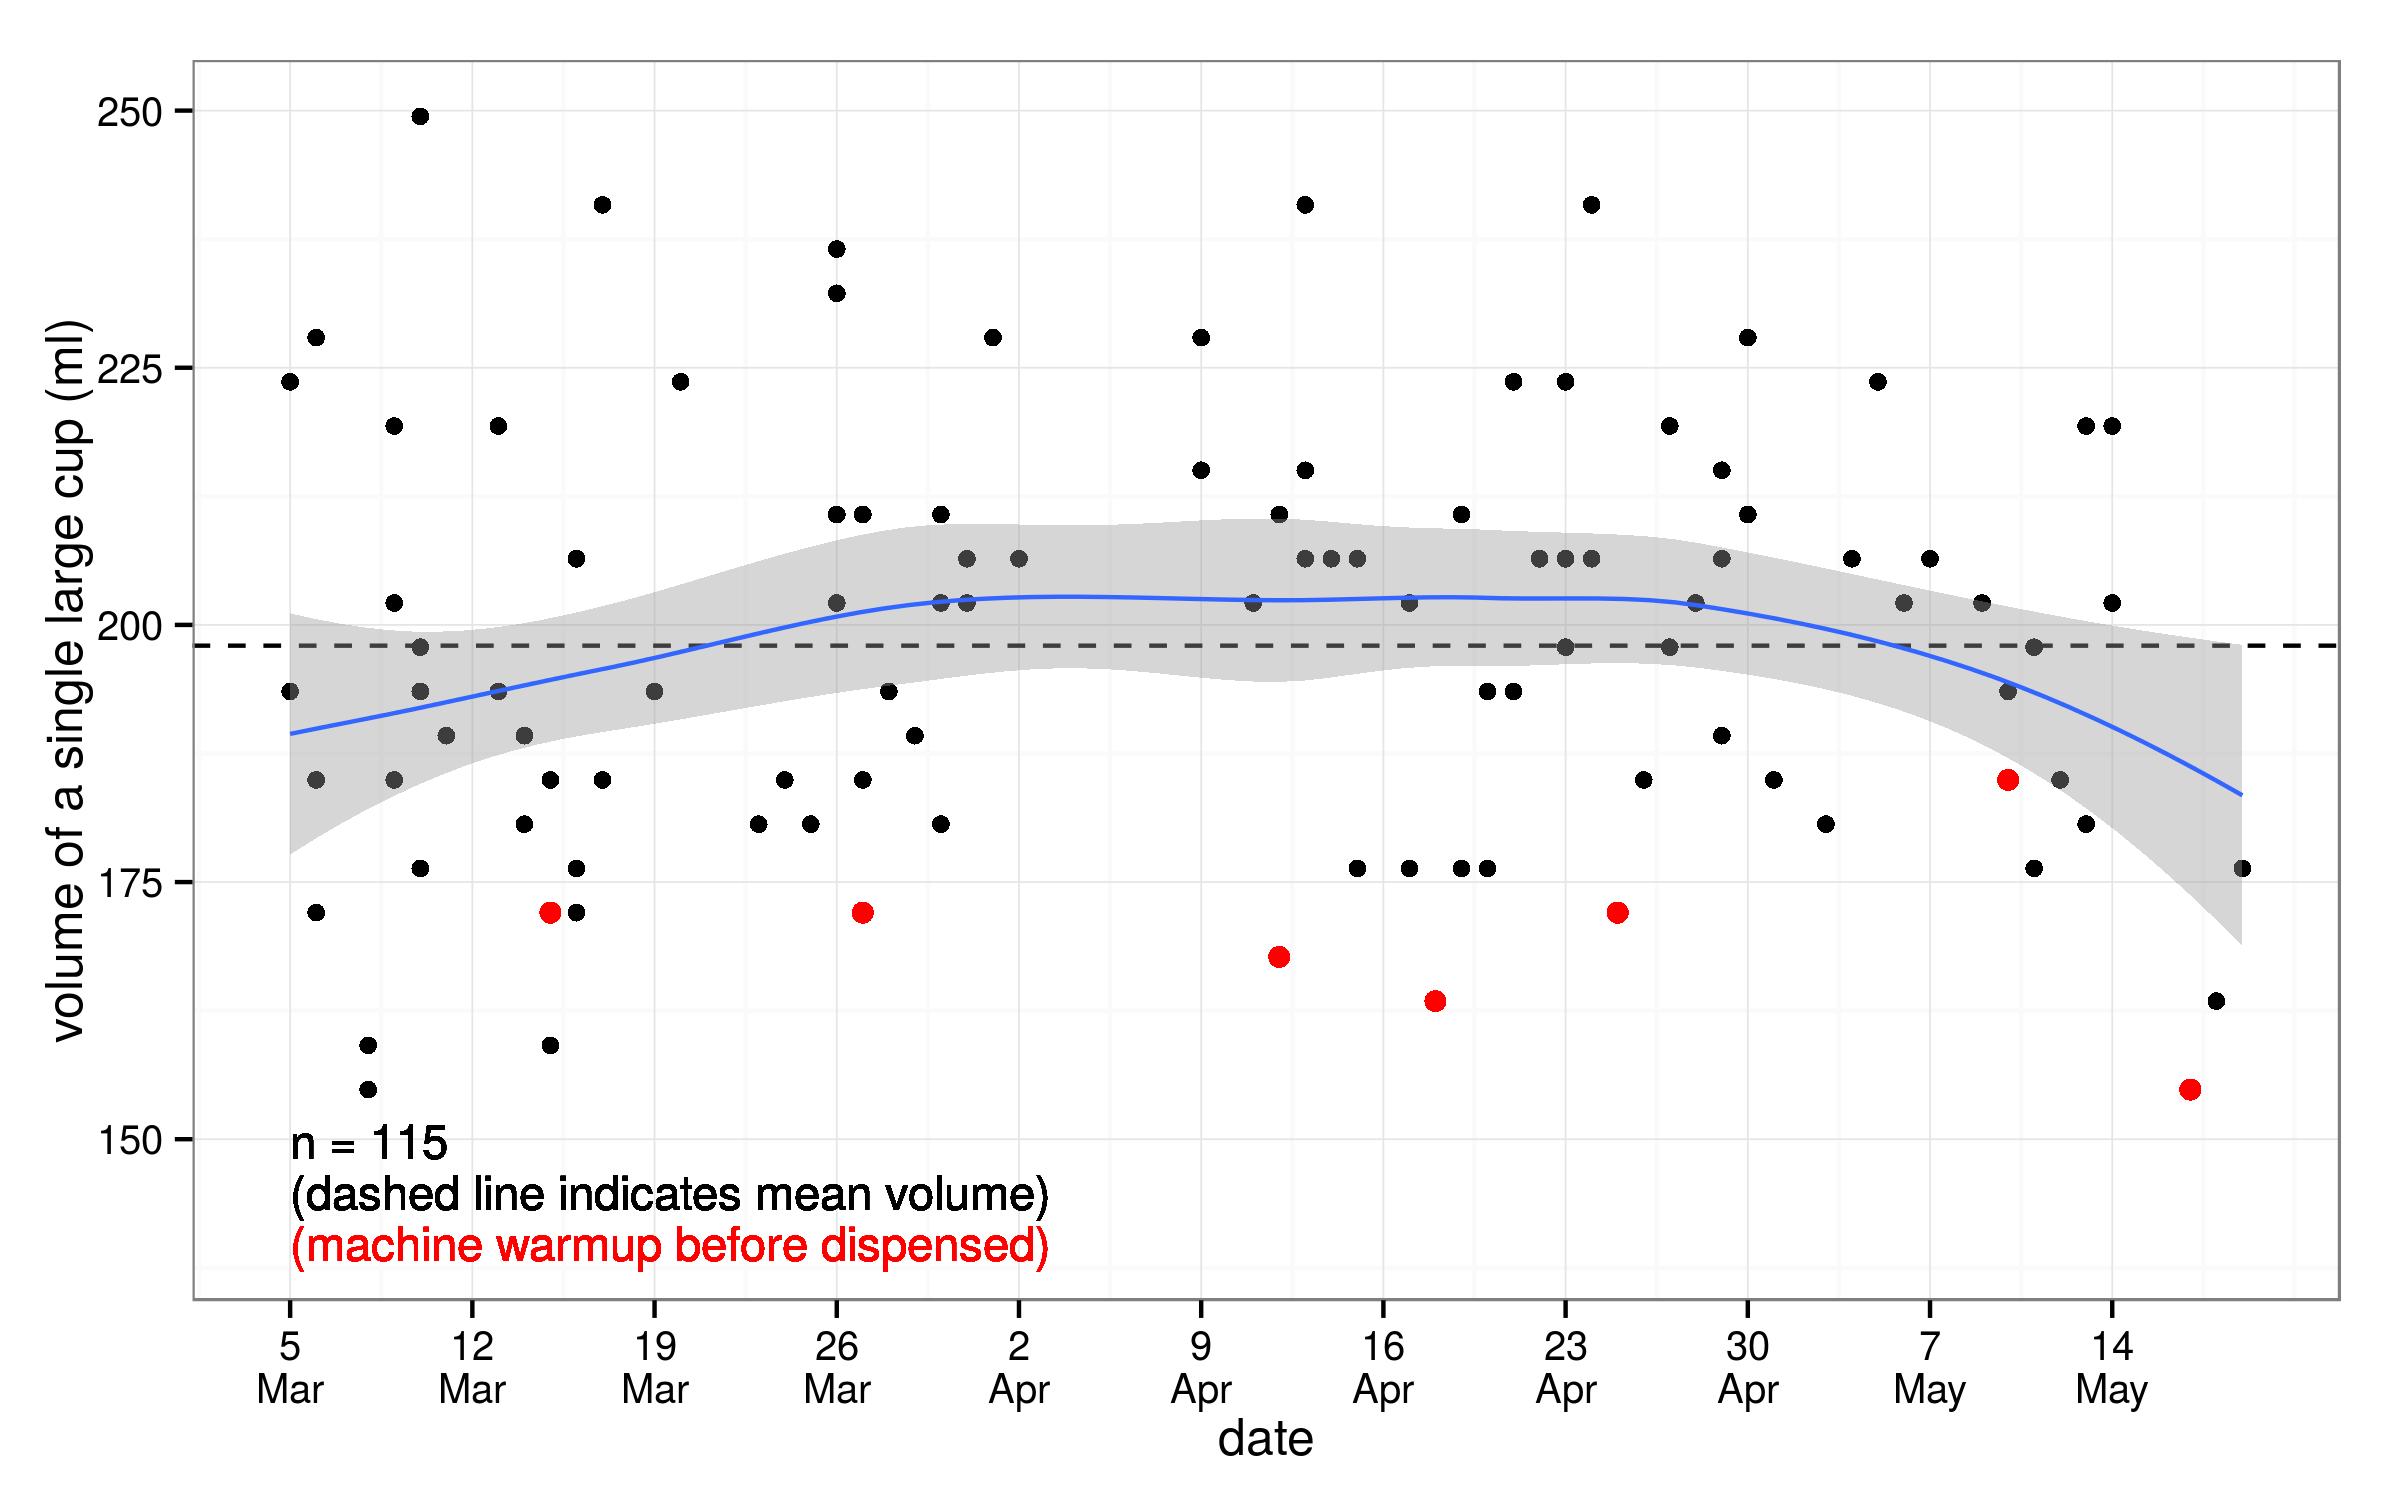 volume of a single large cup (ml)
250
225
200
175
150
n = 115
(dashed line indicates mean volume)
(machine warmup before dispensed)
5 12 19 26 2 9 16 23 30 7 14
Mar Mar Mar Mar Apr Apr Apr Apr Apr May May
date